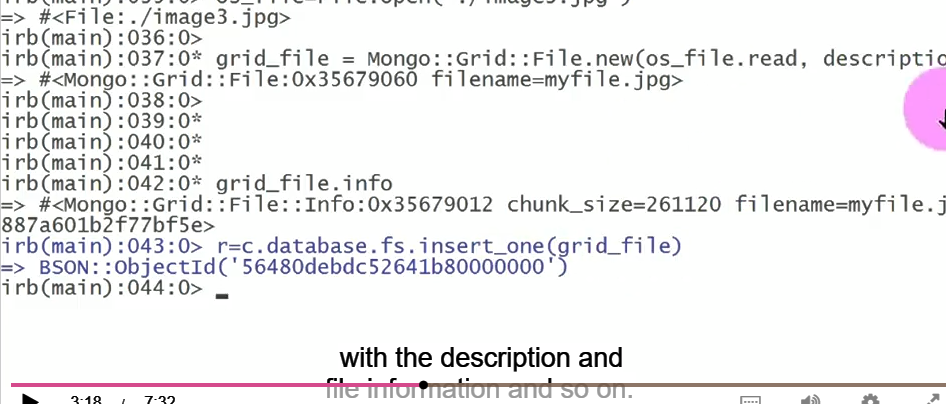 => #<File:./image3.jpg>
irb(main):036:0>
irb(main):037:0* grid_file = Mongo::Grid::File.new(os_file.read, descriptio
=> #<Mongo::Grid::File:0x35679060 filename=myfile.jpg>
irb(main):038:0>
irb(main):039:0*
irb(main):040:0*
irb(main):041:0*
irb(main):042:0* grid_file.info
=> #<Mongo::Grid::File::Info:0x35679012 chunk_size=261120 filename=myfile.j
887a601b2f77bf5e>
irb(main):043:0> r=c.database.fs.insert_one(grid_file)
=> BSON::ObjectId('56480debdc52641b80000000')
irb(main):044:0> _
with the description and
file information and so on.
3:18 / 7:32